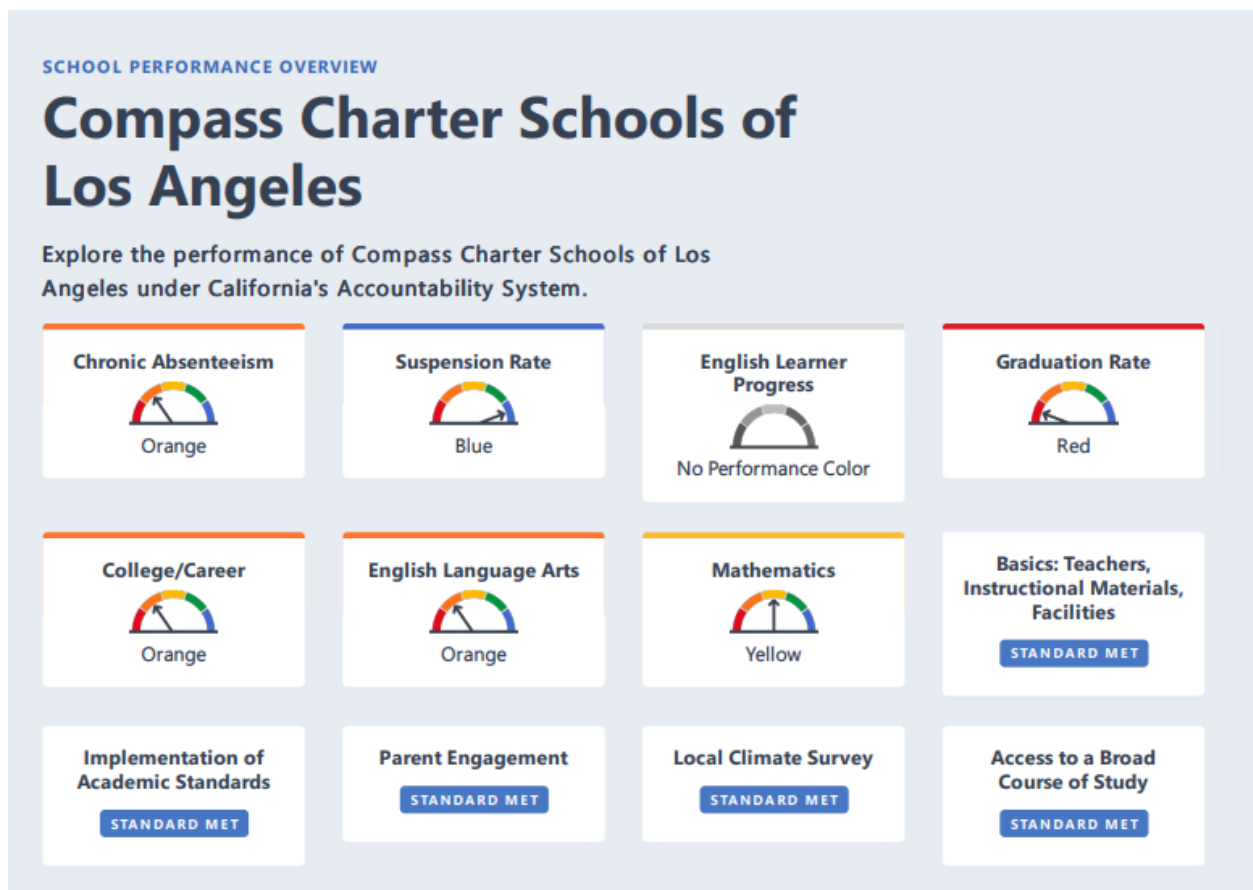 SCHOOL PERFORMANCE OVERVIEW
Compass Charter Schools of
Los Angeles
Explore the performance of Compass Charter Schools of Los
Angeles under California's Accountability System.
Chronic Absenteeism
Orange
Suspension Rate
Blue
English Learner
Progress
No Performance Color
Graduation Rate
Red
College/Career
Orange
English Language Arts
Orange
Mathematics
Yellow
Basics: Teachers,
Instructional Materials,
Facilities
STANDARD MET
Implementation of
Academic Standards
STANDARD MET
Parent Engagement
STANDARD MET
Local Climate Survey
STANDARD MET
Access to a Broad
Course of Study
STANDARD MET